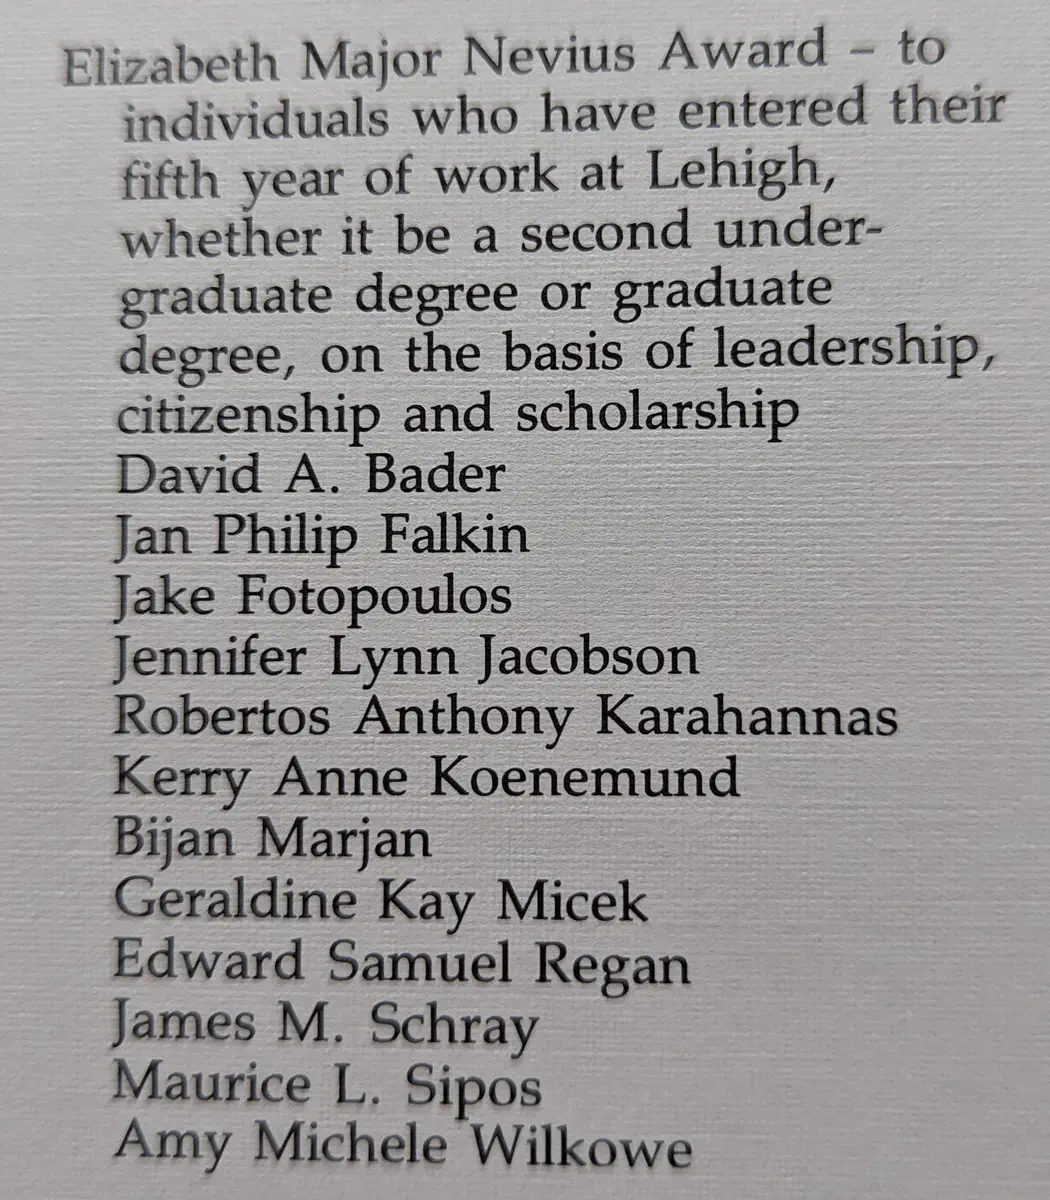 Elizabeth Major Nevius Award – to
individuals who have entered their
fifth year of work at Lehigh,
whether it be a second under-
graduate degree or graduate
degree, on the basis of leadership,
citizenship and scholarship
David A. Bader
Jan Philip Falkin
Jake Fotopoulos
Jennifer Lynn Jacobson
Robertos Anthony Karahannas
Kerry Anne Koenemund
Bijan Marjan
Geraldine Kay Micek
Edward Samuel Regan
James M. Schray
Maurice L. Sipos
Amy Michele Wilkowe